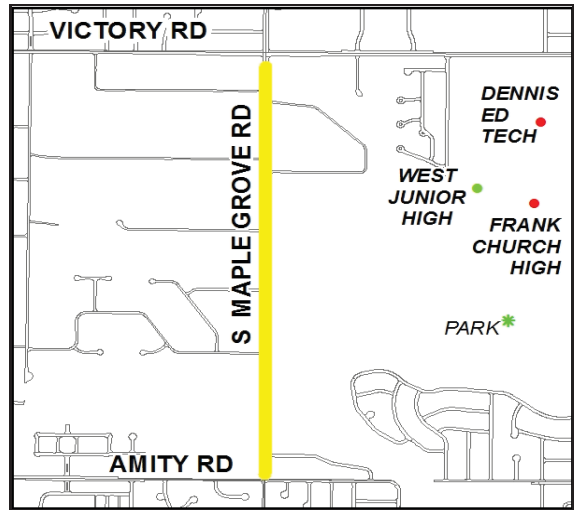 VICTORY RD
DENNIS
ED
TECH
S MAPLE GROVE RD
WEST
JUNIOR
HIGH
FRANK
CHURCH
HIGH
PARK
AMITY RD